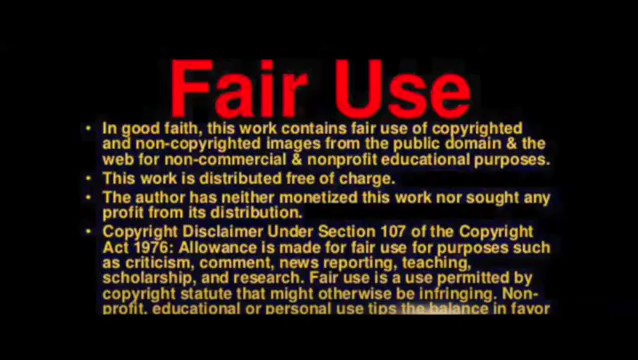 Fair Use
• In good faith, this work contains fair use of copyrighted
and non-copyrighted images from the public domain & the
web for non-commercial & nonprofit educational purposes.
• This work is distributed free of charge.
• The author has neither monetized this work nor sought any
profit from its distribution.
• Copyright Disclaimer Under Section 107 of the Copyright
Act 1976: Allowance is made for fair use for purposes such
as criticism, comment, news reporting, teaching,
scholarship, and research. Fair use is a use permitted by
copyright statute that might otherwise be infringing. Non-
profit, educational or personal use tips the balance in favor